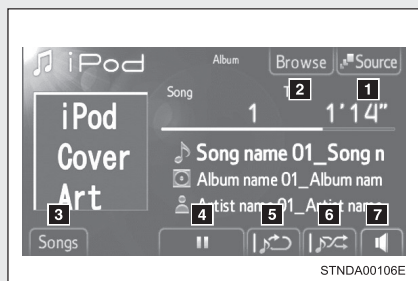 iPod Album Browse Source
Song T 2 1
1 1'14"
iPod
Cover
Art
Song name 01_Song n
Album name 01_Album nam
Artist name 01_Artist name
3 4 5 6 7
Songs
STNDA00106E